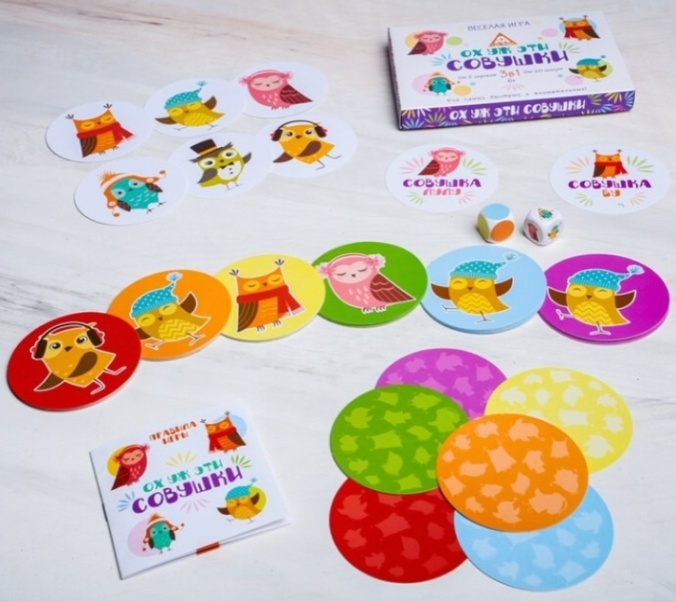 ВЕСЕЛАЯ ИГРА
ОХ УЖ ЭТИ
СОВУШКИ
3в1
ОХ УЖ ЭТИ СОВУШКИ
СОВУШКА
СОВУШКА
БУ
ПРАВИЛА
ИГРЫ
ОХ УЖ ЭТИ
СОВУШКИ